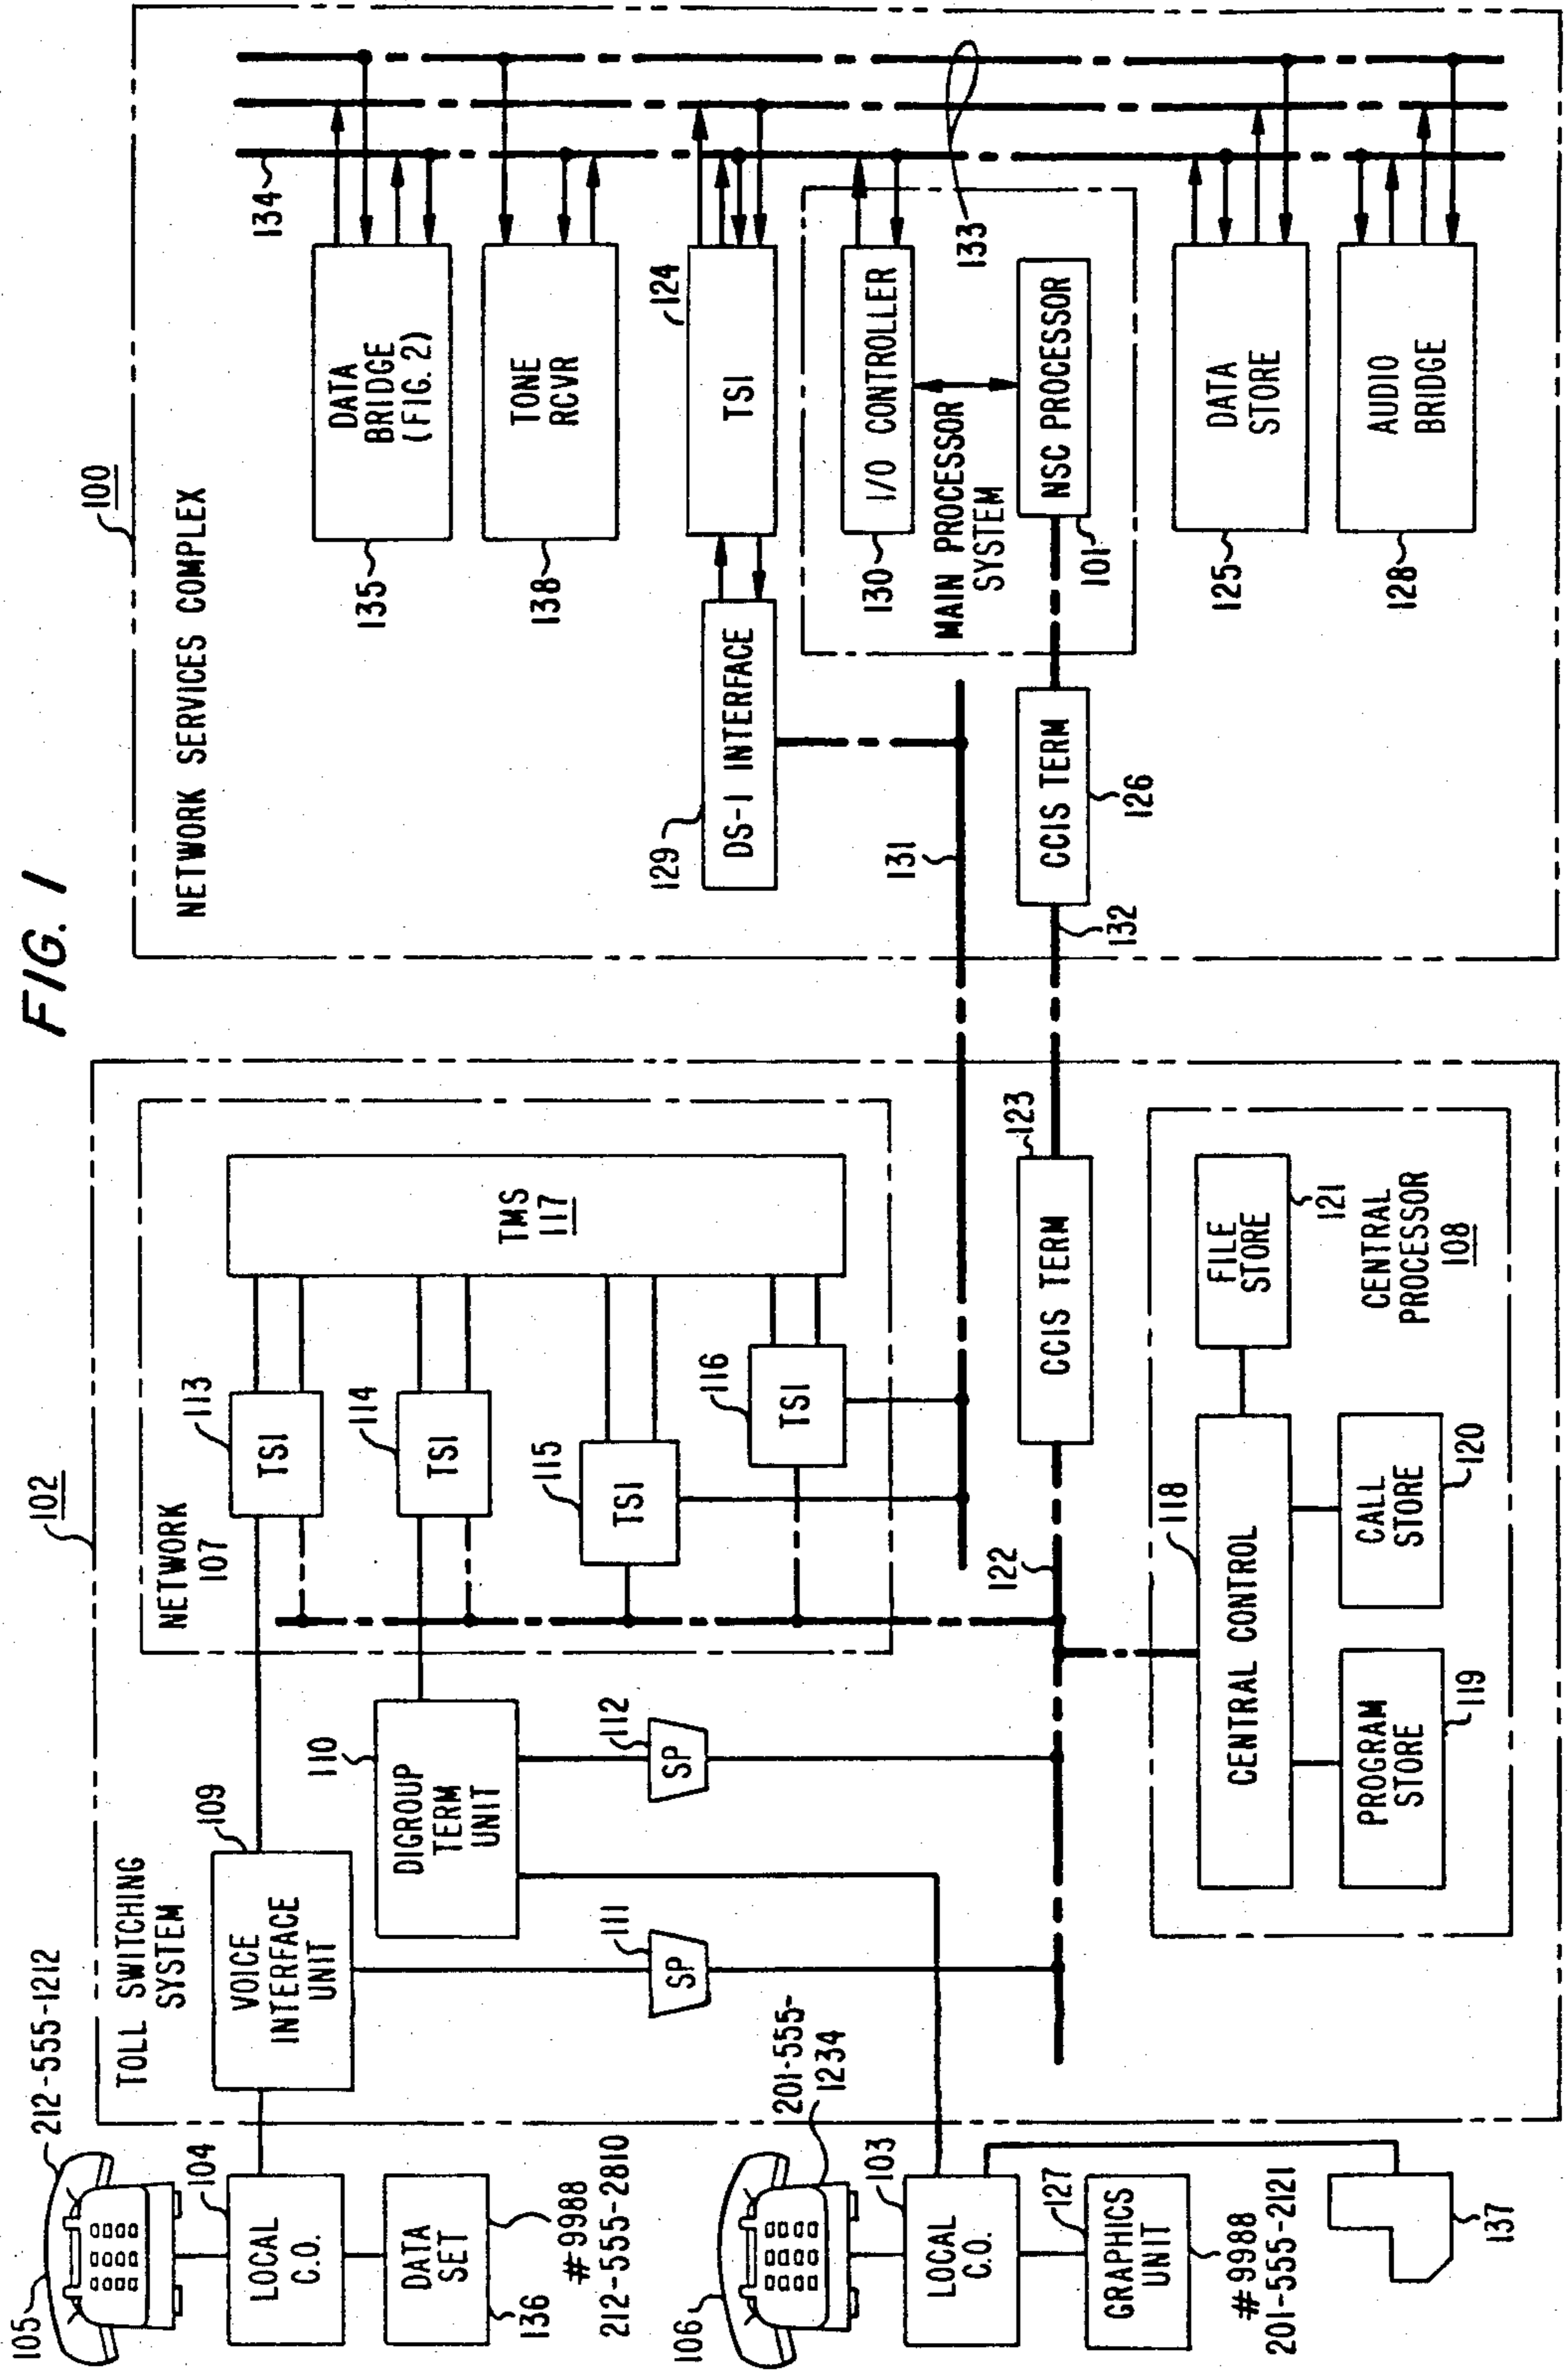 FIG. 1
105
212-555-1212
104
LOCAL
C.O.
DATA
SET
136
#9988
212-555-2810
106
201-555-
1234
103
LOCAL
C.O.
127
GRAPHICS
UNIT
#9988
201-555-2121
137
102
TOLL SWITCHING
SYSTEM
109
VOICE
INTERFACE
UNIT
110
DIGROUP
TERM
UNIT
111
SP
112
SP
NETWORK
107
113
TSI
114
TSI
115
TSI
116
TSI
TMS
117
122
123
CCIS TERM
118
CENTRAL CONTROL
PROGRAM
STORE
119
CALL
STORE
120
FILE
STORE
121
CENTRAL
PROCESSOR
108
100
NETWORK SERVICES COMPLEX
134
DATA
BRIDGE
(FIG. 2)
135
TONE
RCVR
138
124
TSI
129
DS-1 INTERFACE
131
I/O CONTROLLER
130
MAIN PROCESSOR
SYSTEM
NSC PROCESSOR
101
133
CCIS TERM
126
132
DATA
STORE
125
AUDIO
BRIDGE
128